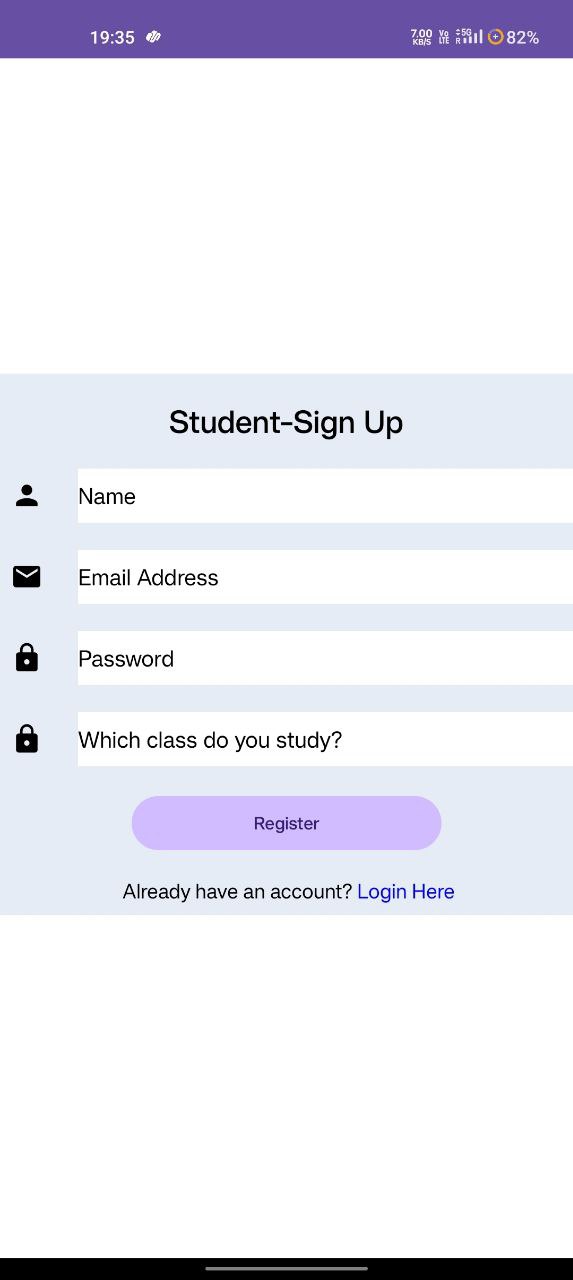 19:35 7.00 KB/S Vo LTE 5G R 82%
Student-Sign Up
Name
Email Address
Password
Which class do you study?
Register
Already have an account? Login Here